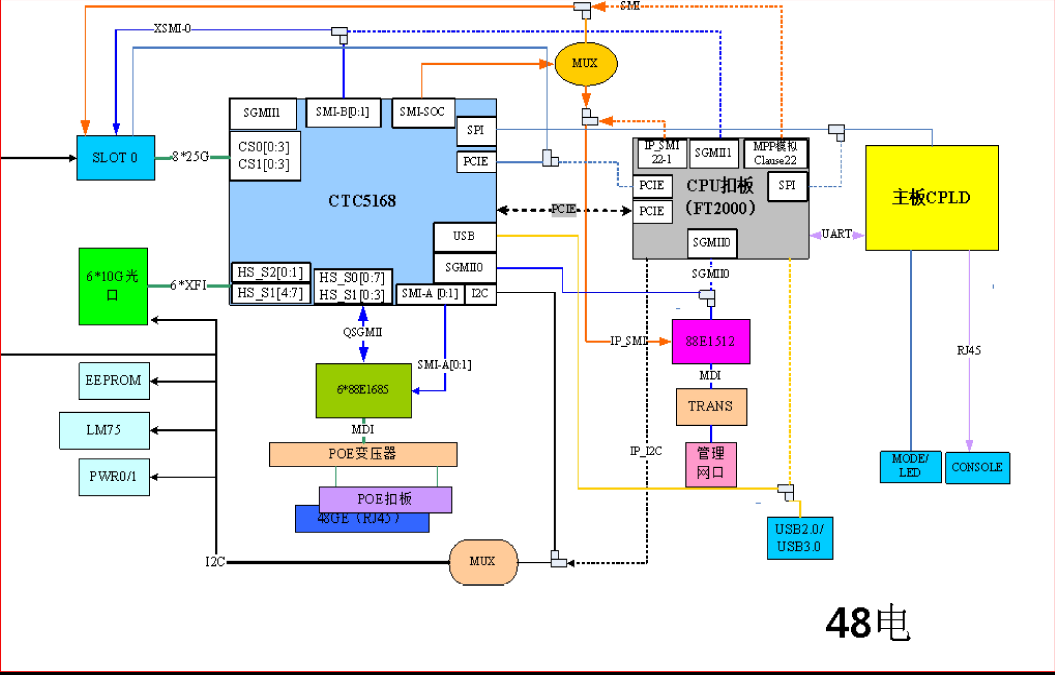 SMI
XSMI-0
MUX
SGMII1
SMI-B[0:1]
SMI-SOC
SPI
CS0[0:3]
CS1[0:3]
PCIE
SLOT 0
8*25G
CTC5168
IP_SMI
22-1
SGMII1
MPP模拟
Clause22
PCIE
CPU扣板
(FT2000)
SPI
PCIE
PCIE
主板CPLD
UART
USB
SGMII0
SGMII0
SGMII0
6*10G光
口
6*XFI
HS_S2[0:1]
HS_S1[4:7]
HS_S0[0:7]
HS_S1[0:3]
SMI-A [0:1]
I2C
QSGMII
IP_SMI
88E1512
RJ45
SMI-A[0:1]
MDI
EEPROM
6*88E1685
TRANS
LM75
MDI
POE变压器
IP_I2C
管理
网口
MODE/
LED
CONSOLE
PWR0/1
POE扣板
48GE（RJ45）
USB2.0/
USB3.0
I2C
MUX
48电